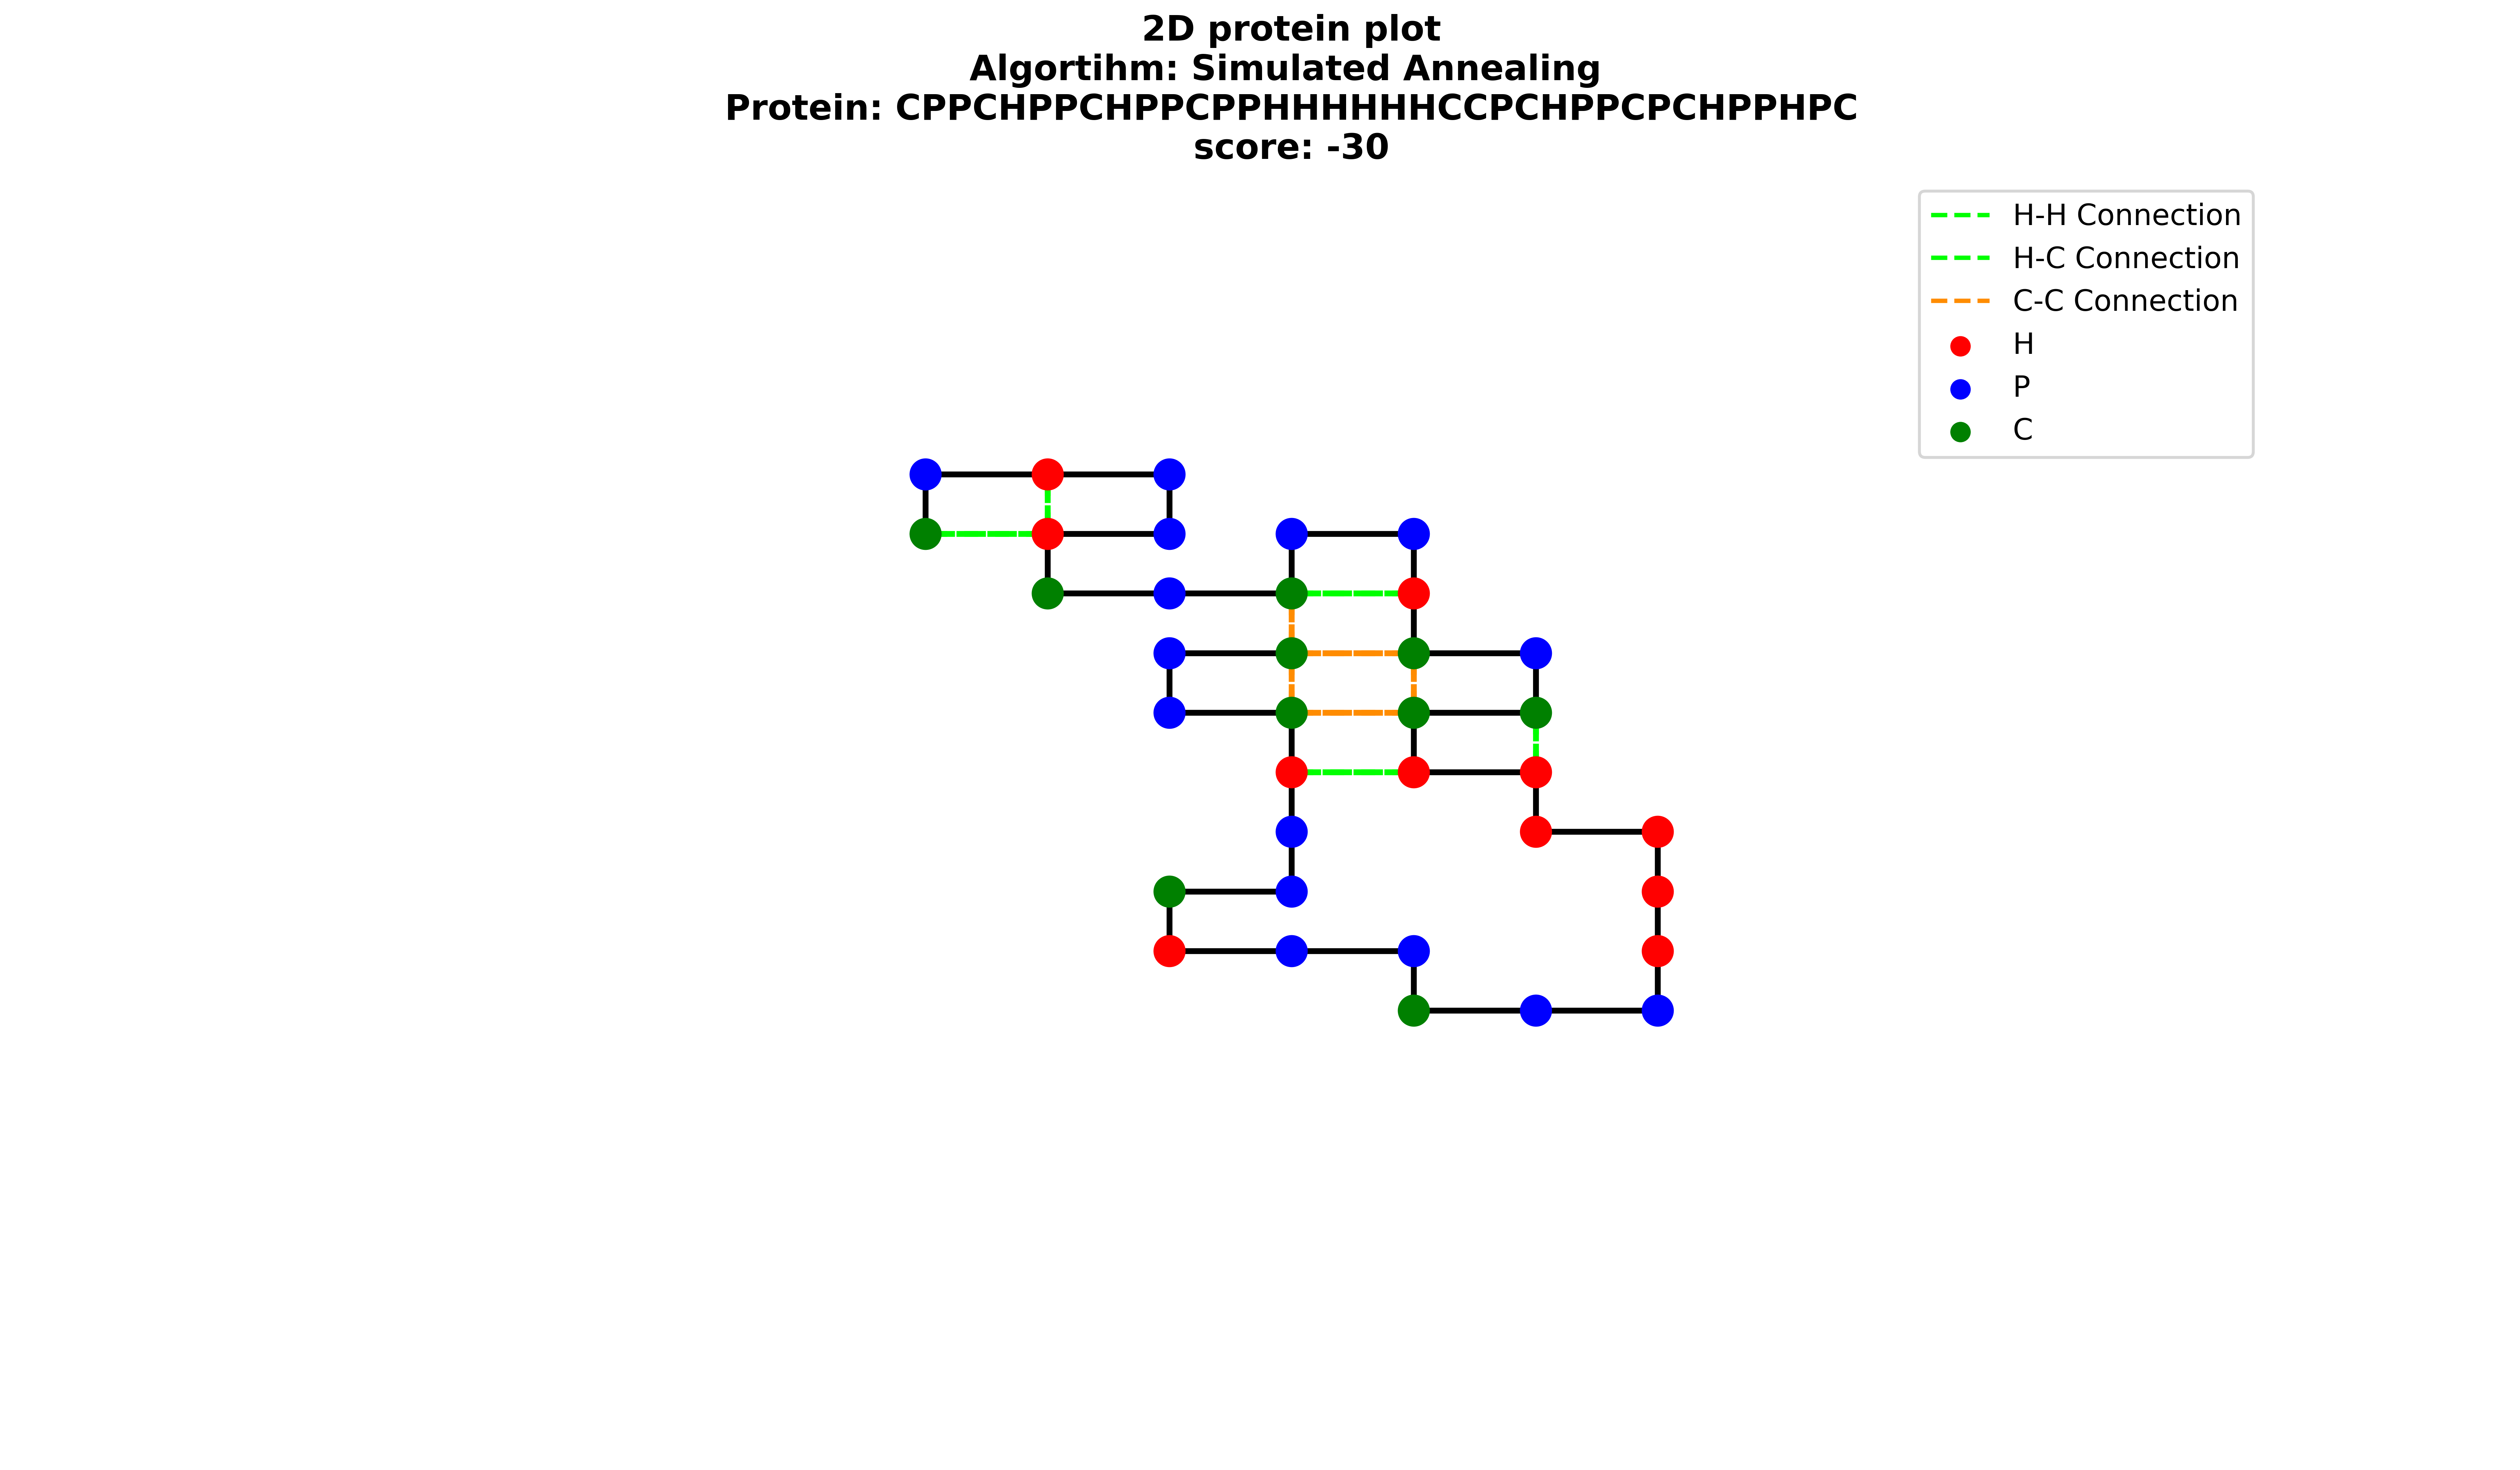 2D protein plot
Algortihm: Simulated Annealing
Protein: CPPCHPPCHPPCPPHHHHHHCCPCHPPCPCHPPHPC
score: -30
H-H Connection
H-C Connection
C-C Connection
H
P
C